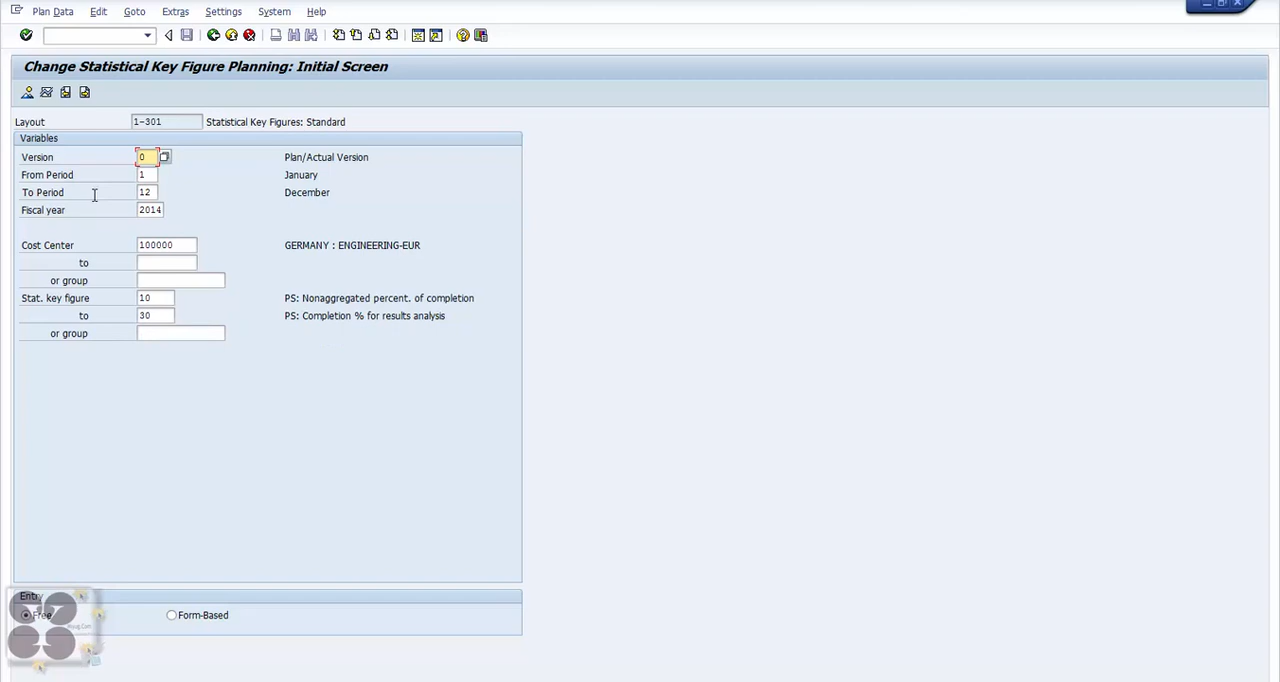 Plan Data Edit Goto Extras Settings System Help
Change Statistical Key Figure Planning: Initial Screen
Layout 1-301 Statistical Key Figures: Standard
Variables
Version 0 Plan/Actual Version
From Period 1 January
To Period 12 December
Fiscal year 2014
Cost Center 100000 GERMANY : ENGINEERING-EUR
to
or group
Stat. key figure 10 PS: Nonaggregated percent. of completion
to 30 PS: Completion % for results analysis
or group
Entry
Free Form-Based